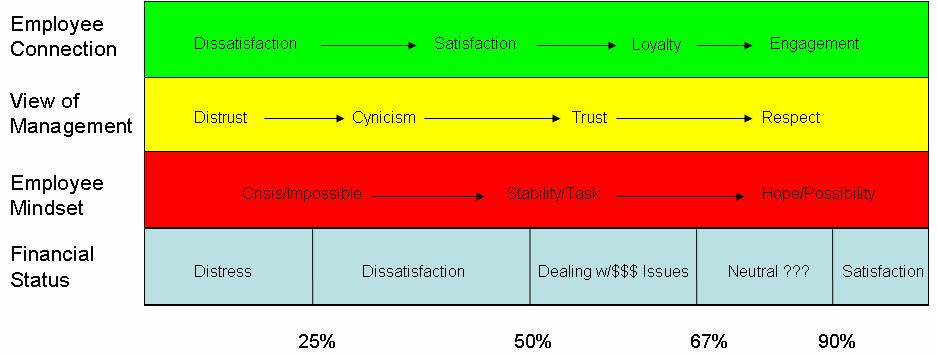 Employee
Connection
Dissatisfaction Satisfaction Loyalty Engagement
View of
Management
Distrust Cynicism Trust Respect
Employee
Mindset
Crisis/Impossible Stability/Task Hope/Possibility
Financial
Status
Distress Dissatisfaction Dealing w/$$$ Issues Neutral ??? Satisfaction
25% 50% 67% 90%